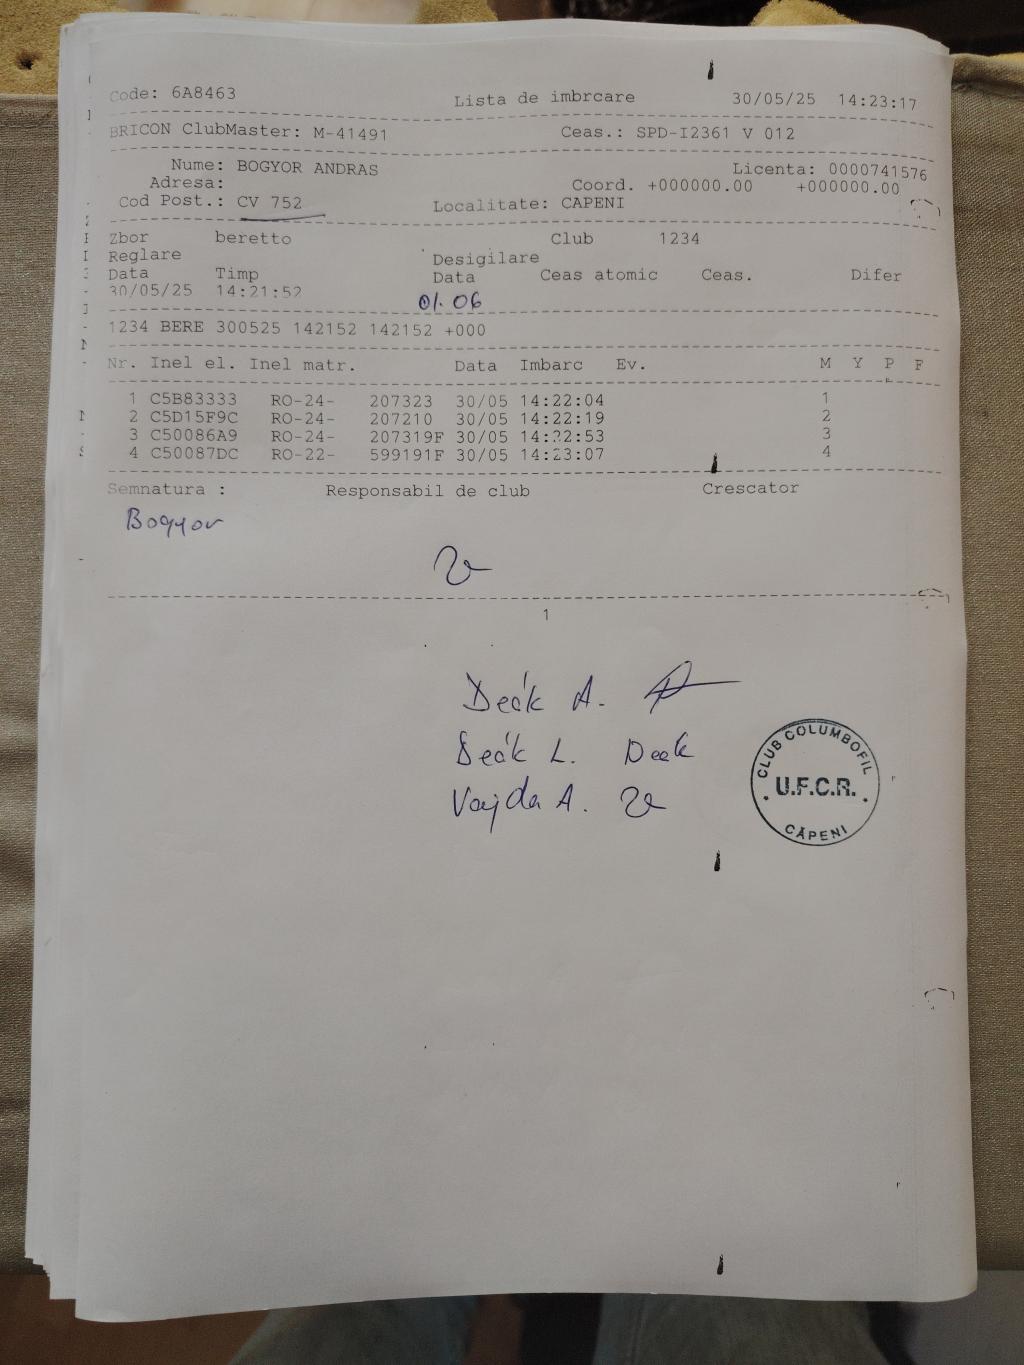 Code: 6A8463 Lista de imbrcare 30/05/25 14:23:17
BRICON ClubMaster: M-41491 Ceas.: SPD-I2361 V 012
Nume: BOGYOR ANDRAS Licenta: 0000741576
Adresa: Coord. +000000.00 +000000.00
Cod Post.: CV 752 Localitate: CAPENI
Zbor beretto Club 1234
Reglare Desigilare
Data Timp Data Ceas atomic Ceas. Difer
30/05/25 14:21:52 01.06
1234 BERE 300525 142152 142152 +000
Nr. Inel el. Inel matr. Data Imbarc Ev. M Y P F
1 C5B83333 RO-24- 207323 30/05 14:22:04 1
2 C5D15F9C RO-24- 207210 30/05 14:22:19 2
3 C50086A9 RO-24- 207319F 30/05 14:22:53 3
4 C50087DC RO-22- 599191F 30/05 14:23:07 4
Semnatura : Responsabil de club Crescator
Bogyor
1
Deák A.
Deák L. Deak
Vajda A.
CLUB COLUMBOFIL
U.F.C.R.
CĂPENI